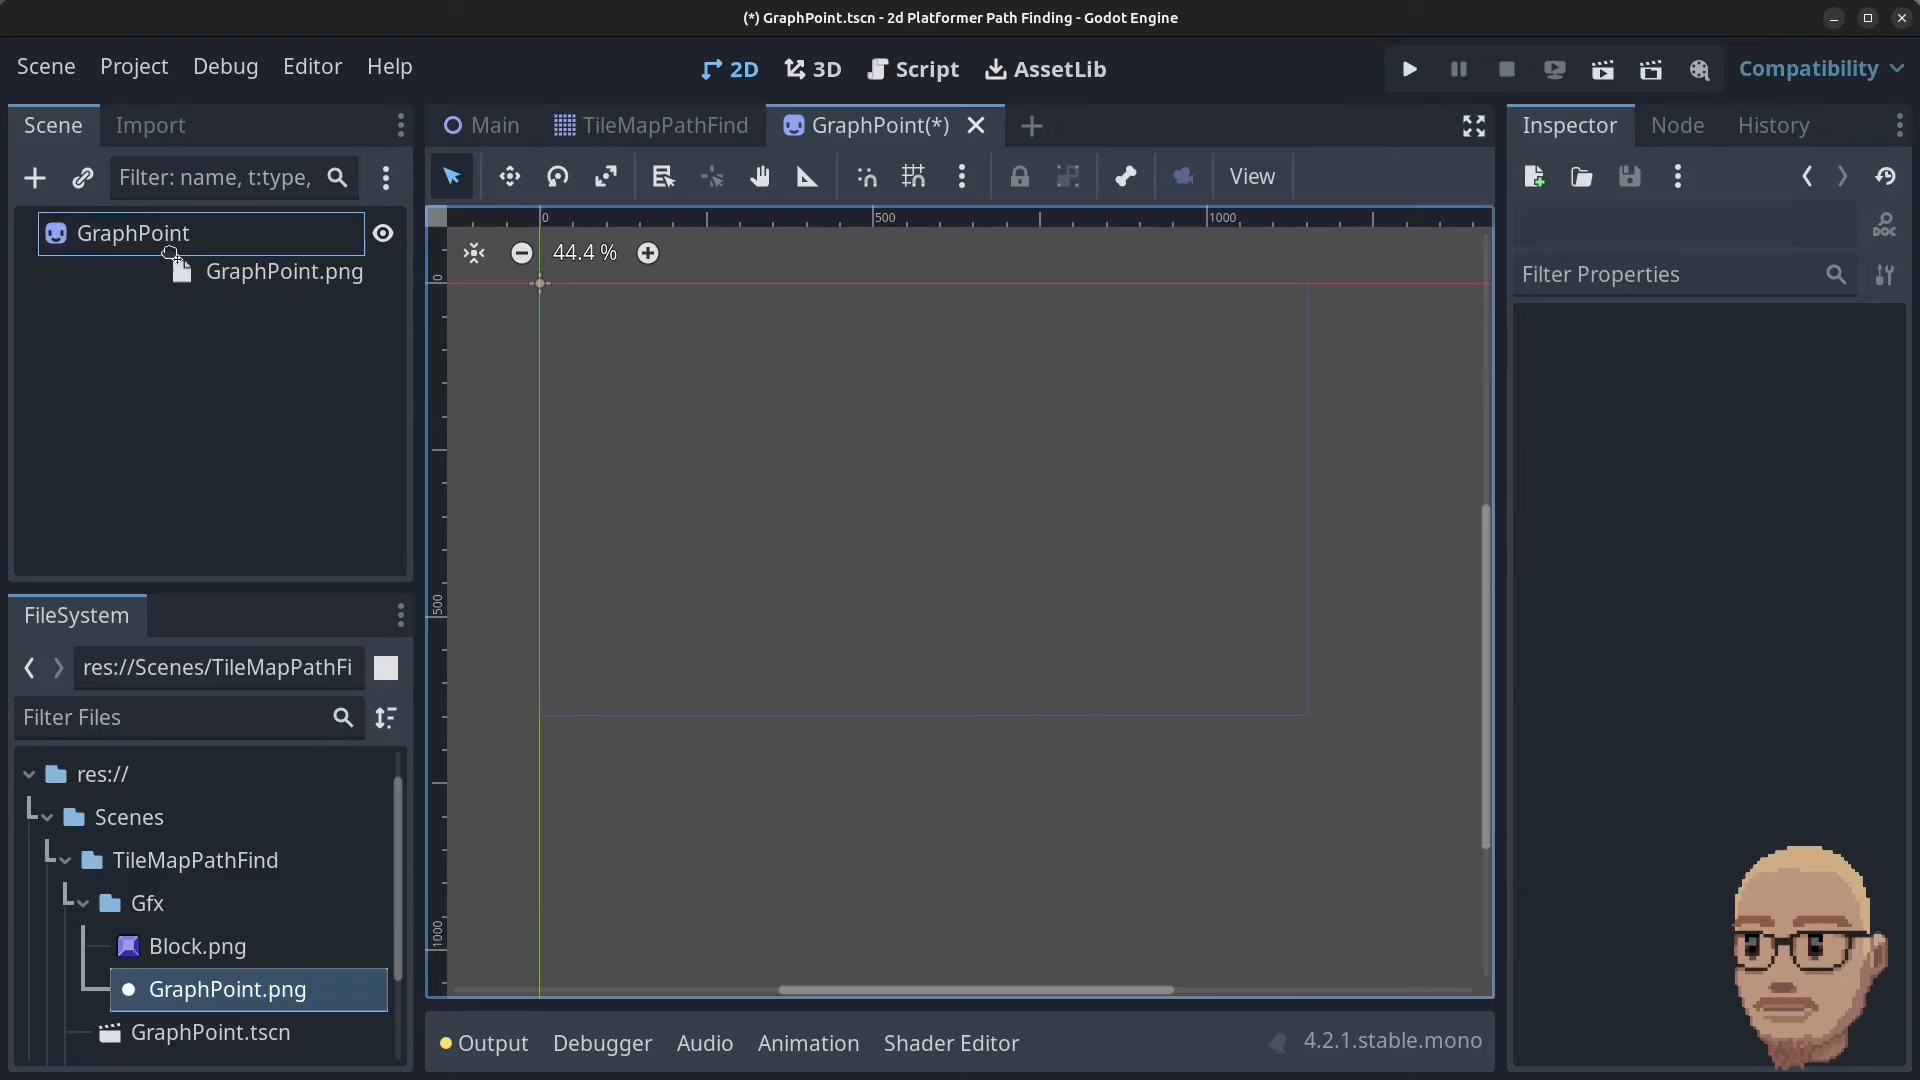 (*) GraphPoint.tscn - 2d Platformer Path Finding - Godot Engine
Scene Project Debug Editor Help
2D 3D Script AssetLib
Compatibility
Scene Import
Filter: name, t:type,
GraphPoint
GraphPoint.png
FileSystem
res://Scenes/TileMapPathFi
Filter Files
res://
Scenes
TileMapPathFind
Gfx
Block.png
GraphPoint.png
GraphPoint.tscn
Main TileMapPathFind GraphPoint(*)
View
0 500 1000
44.4 %
0
500
1000
Output Debugger Audio Animation Shader Editor
4.2.1.stable.mono
Inspector Node History
DOC
Filter Properties